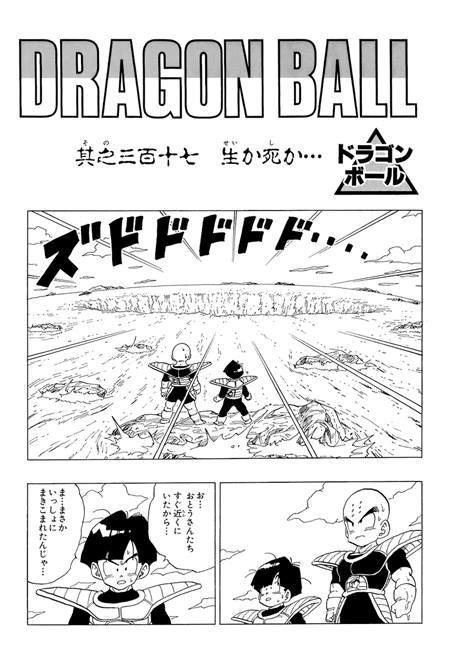 DRAGON BALL
其之三百十七 生か死か…
ドラゴン
ボール
ズドドドドド・・・・
お…
おとうさんたち
すぐ近くに
いたから…
ま…まさか
いっしょに
まきこまれたんじゃ…